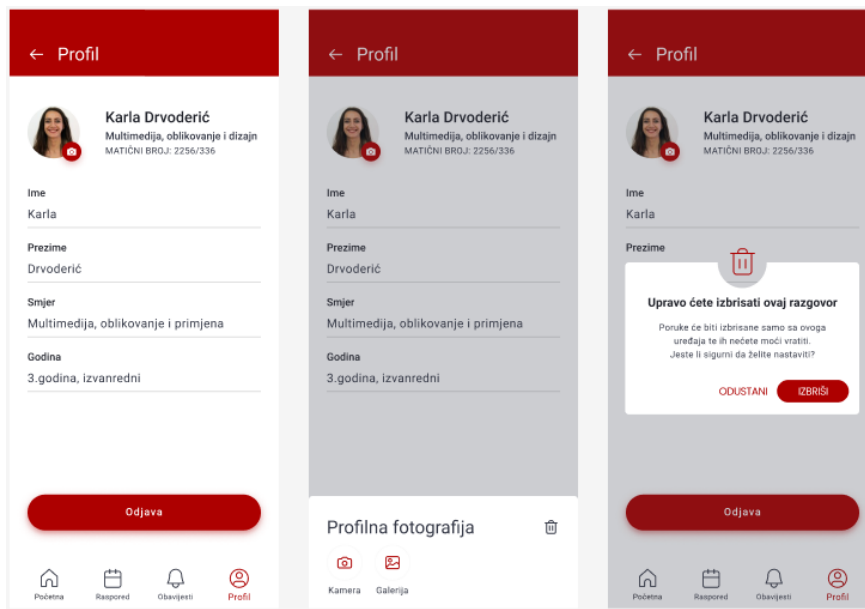 Profil
Karla Drvoderić
Multimedija, oblikovanje i dizajn
MATIČNI BROJ: 2256/336
Ime
Karla
Prezime
Drvoderić
Smjer
Multimedija, oblikovanje i primjena
Godina
3.godina, izvanredni
Odjava
Početna
Raspored
Obavijesti
Profil
Profil
Karla Drvoderić
Multimedija, oblikovanje i dizajn
MATIČNI BROJ: 2256/336
Ime
Karla
Prezime
Drvoderić
Smjer
Multimedija, oblikovanje i primjena
Godina
3.godina, izvanredni
Profilna fotografija
Kamera
Galerija
Profil
Karla Drvoderić
Multimedija, oblikovanje i dizajn
MATIČNI BROJ: 2256/336
Ime
Karla
Prezime
Upravo ćete izbrisati ovaj razgovor
Poruke će biti izbrisane samo sa ovoga
uređaja te ih nećete moći vratiti.
Jeste li sigurni da želite nastaviti?
ODUSTANI
IZBRIŠI
Odjava
Početna
Raspored
Obavijesti
Profil